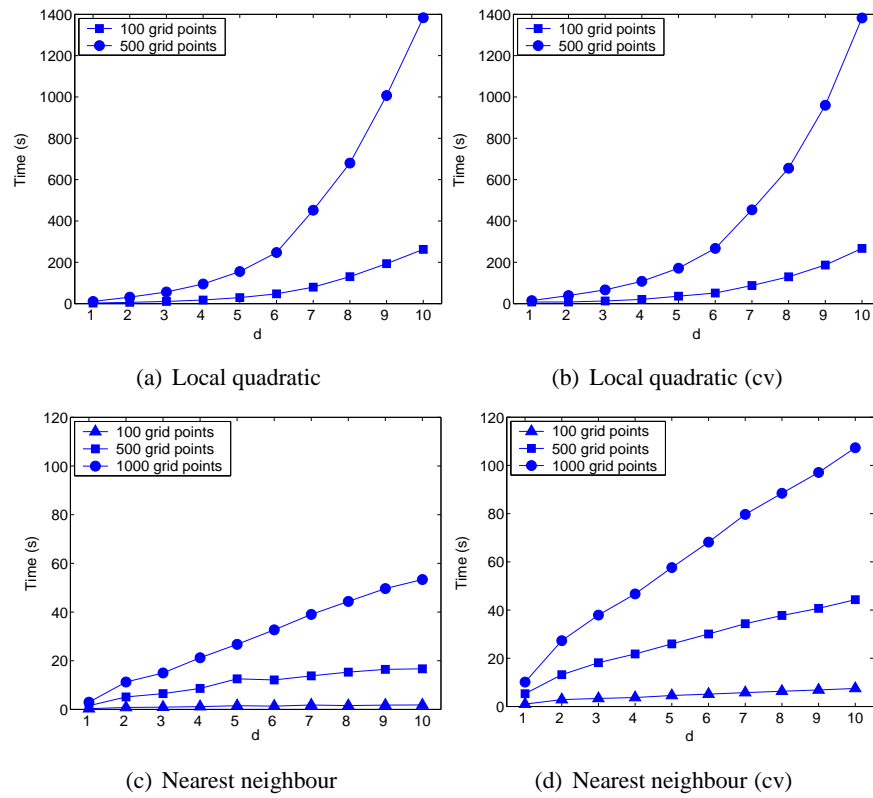 1400
1200
1000
800
600
400
200
0
Time (s)
100 grid points
500 grid points
1 2 3 4 5 6 7 8 9 10
d
(a) Local quadratic
1400
1200
1000
800
600
400
200
0
Time (s)
100 grid points
500 grid points
1 2 3 4 5 6 7 8 9 10
d
(b) Local quadratic (cv)
120
100
80
60
40
20
0
Time (s)
100 grid points
500 grid points
1000 grid points
1 2 3 4 5 6 7 8 9 10
d
(c) Nearest neighbour
120
100
80
60
40
20
0
Time (s)
100 grid points
500 grid points
1000 grid points
1 2 3 4 5 6 7 8 9 10
d
(d) Nearest neighbour (cv)